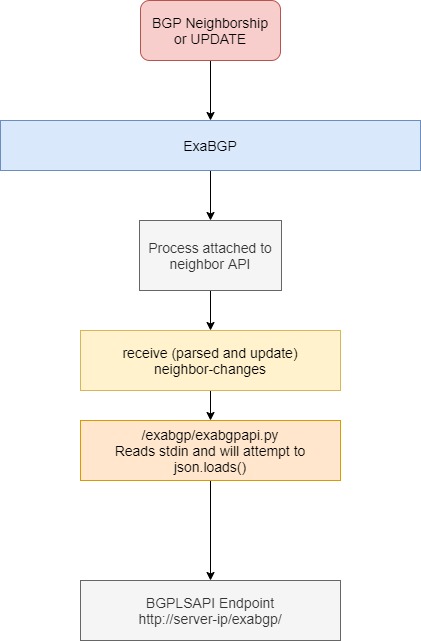 BGP Neighborship
or UPDATE
ExaBGP
Process attached to
neighbor API
receive (parsed and update)
neighbor-changes
/exabgp/exabgpapi.py
Reads stdin and will attempt to
json.loads()
BGPLSAPI Endpoint
http://server-ip/exabgp/